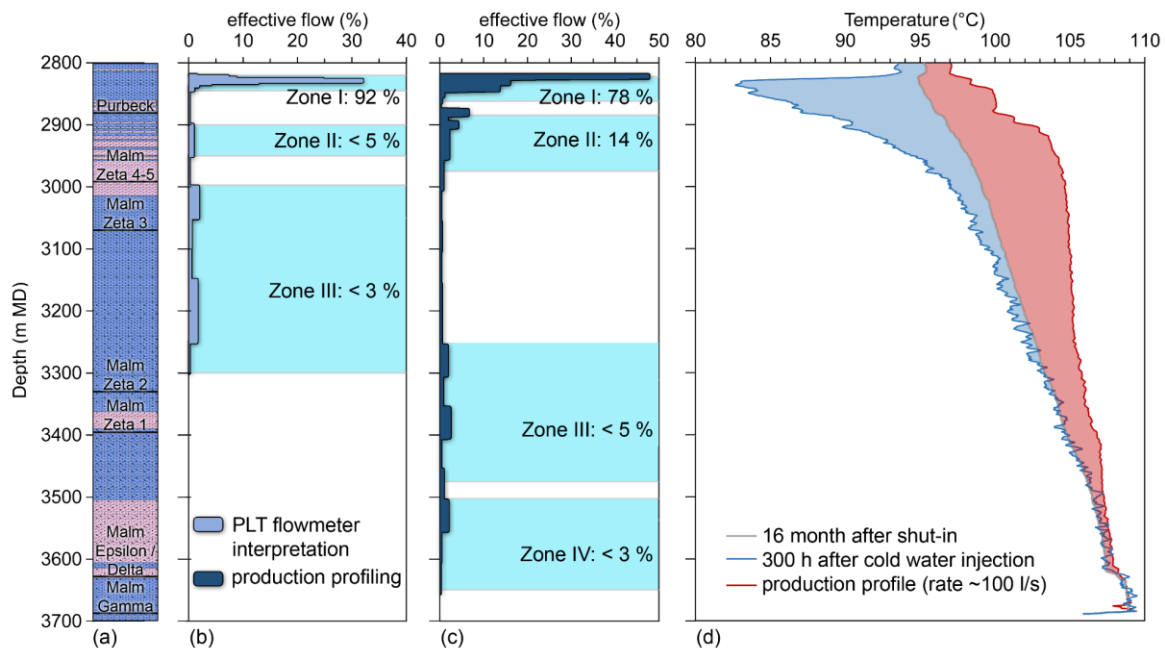 effective flow (%)
0 10 20 30 40
effective flow (%)
0 10 20 30 40 50
Temperature (°C)
80 85 90 95 100 105 110
Depth (m MD)
2800
2900
3000
3100
3200
3300
3400
3500
3600
3700
Purbeck
Malm
Zeta 4-5
Malm
Zeta 3
Malm
Zeta 2
Malm
Zeta 1
Malm
Epsilon /
Delta
Malm
Gamma
(a)
Zone I: 92 %
Zone II: < 5 %
Zone III: < 3 %
PLT flowmeter
interpretation
production profiling
(b)
Zone I: 78 %
Zone II: 14 %
Zone III: < 5 %
Zone IV: < 3 %
(c)
16 month after shut-in
300 h after cold water injection
production profile (rate ~100 l/s)
(d)